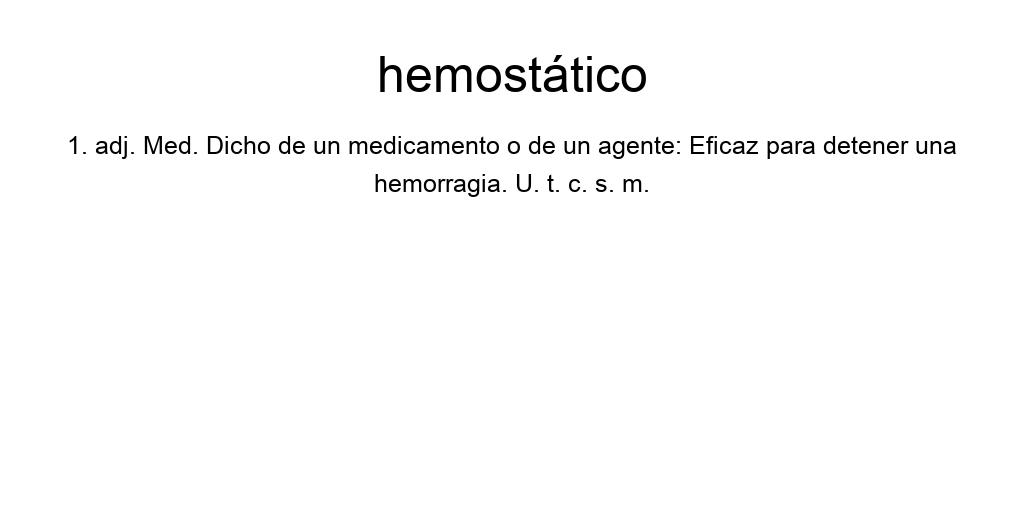 hemostático
1. adj. Med. Dicho de un medicamento o de un agente: Eficaz para detener una
hemorragia. U. t. c. s. m.